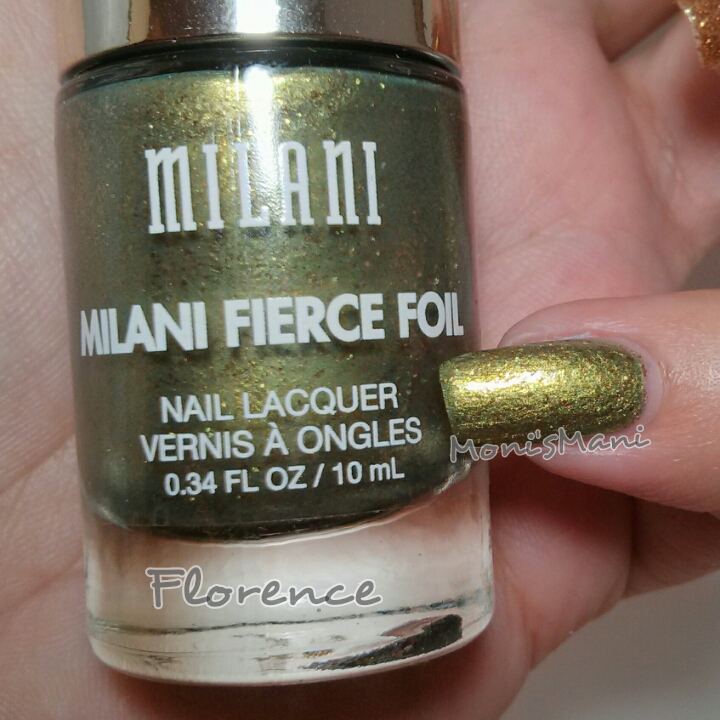 MILANI
MILANI FIERCE FOIL
NAIL LACQUER
VERNIS À ONGLES
0.34 FL OZ / 10 mL
Moni'sMani
Florence